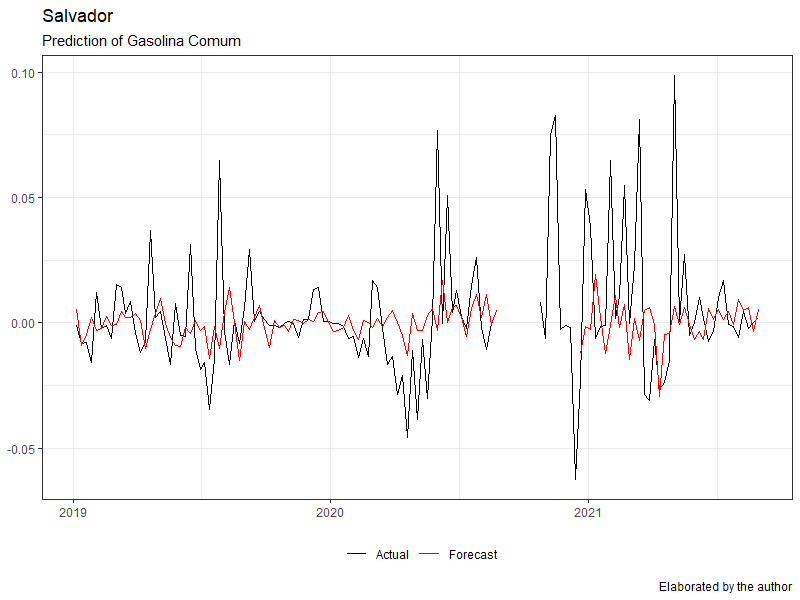 Salvador
Prediction of Gasolina Comum
0.10
0.05
0.00
-0.05
2019 2020 2021
Actual Forecast
Elaborated by the author